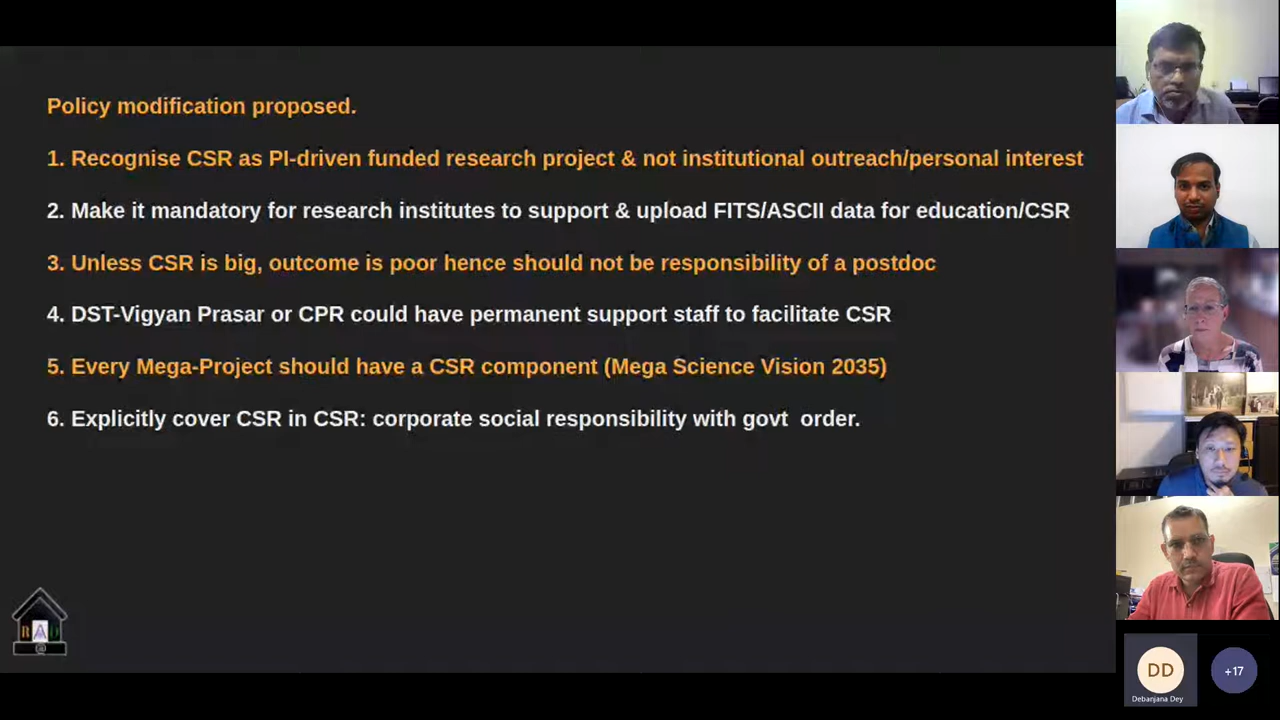 Policy modification proposed.
1. Recognise CSR as PI-driven funded research project & not institutional outreach/personal interest
2. Make it mandatory for research institutes to support & upload FITS/ASCII data for education/CSR
3. Unless CSR is big, outcome is poor hence should not be responsibility of a postdoc
4. DST-Vigyan Prasar or CPR could have permanent support staff to facilitate CSR
5. Every Mega-Project should have a CSR component (Mega Science Vision 2035)
6. Explicitly cover CSR in CSR: corporate social responsibility with govt order.
R A D
@
DD
Debanjana Dey
+17